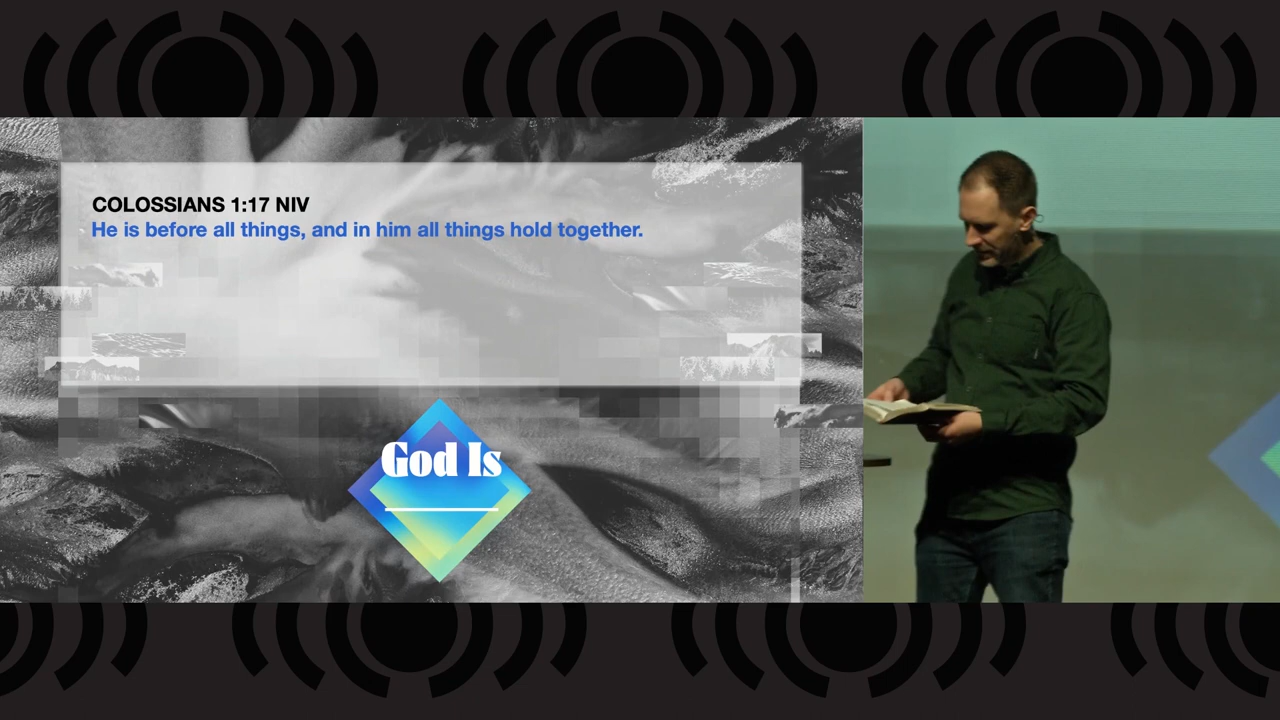 COLOSSIANS 1:17 NIV
He is before all things, and in him all things hold together.
God Is